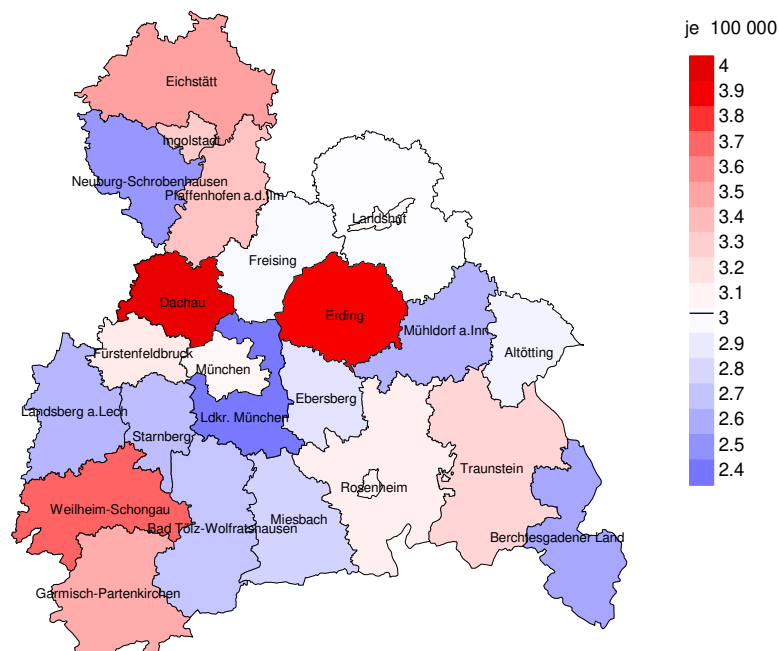 je 100 000
4
3.9
3.8
3.7
3.6
3.5
3.4
3.3
3.2
3.1
3
2.9
2.8
2.7
2.6
2.5
2.4
Eichstätt
Ingolstadt
Neuburg-Schrobenhausen
Pfaffenhofen a.d.Ilm
Landshut
Freising
Dachau
Erding
Mühldorf a.Inn
Altötting
Fürstenfeldbruck
München
Ebersberg
Landsberg a.Lech
Ldkr. München
Starnberg
Traunstein
Rosenheim
Weilheim-Schongau
Miesbach
Bad Tölz-Wolfratshausen
Berchtesgadener Land
Garmisch-Partenkirchen